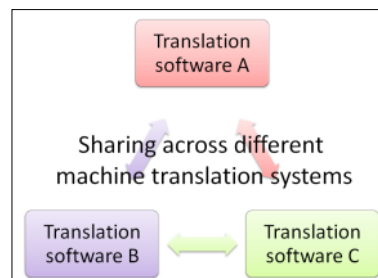 Translation
software A
Sharing across different
machine translation systems
Translation
software B
Translation
software C